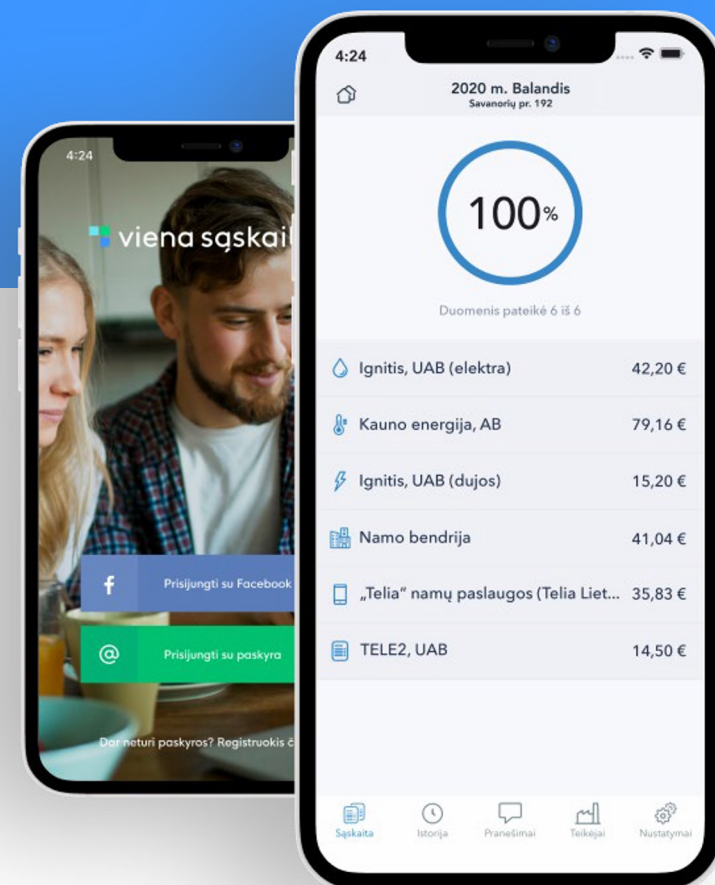 4:24
viena sąskai
Prisijungti su Facebook
Prisijungti su paskyra
Dar neturi paskyros? Registruokis č
4:24
2020 m. Balandis
Savanorių pr. 192
100%
Duomenis pateikė 6 iš 6
Ignitis, UAB (elektra) 42,20 €
Kauno energija, AB 79,16 €
Ignitis, UAB (dujos) 15,20 €
Namo bendrija 41,04 €
„Telia“ namų paslaugos (Telia Liet... 35,83 €
TELE2, UAB 14,50 €
Sąskaita Istorija Pranešimai Teikėjai Nustatymai